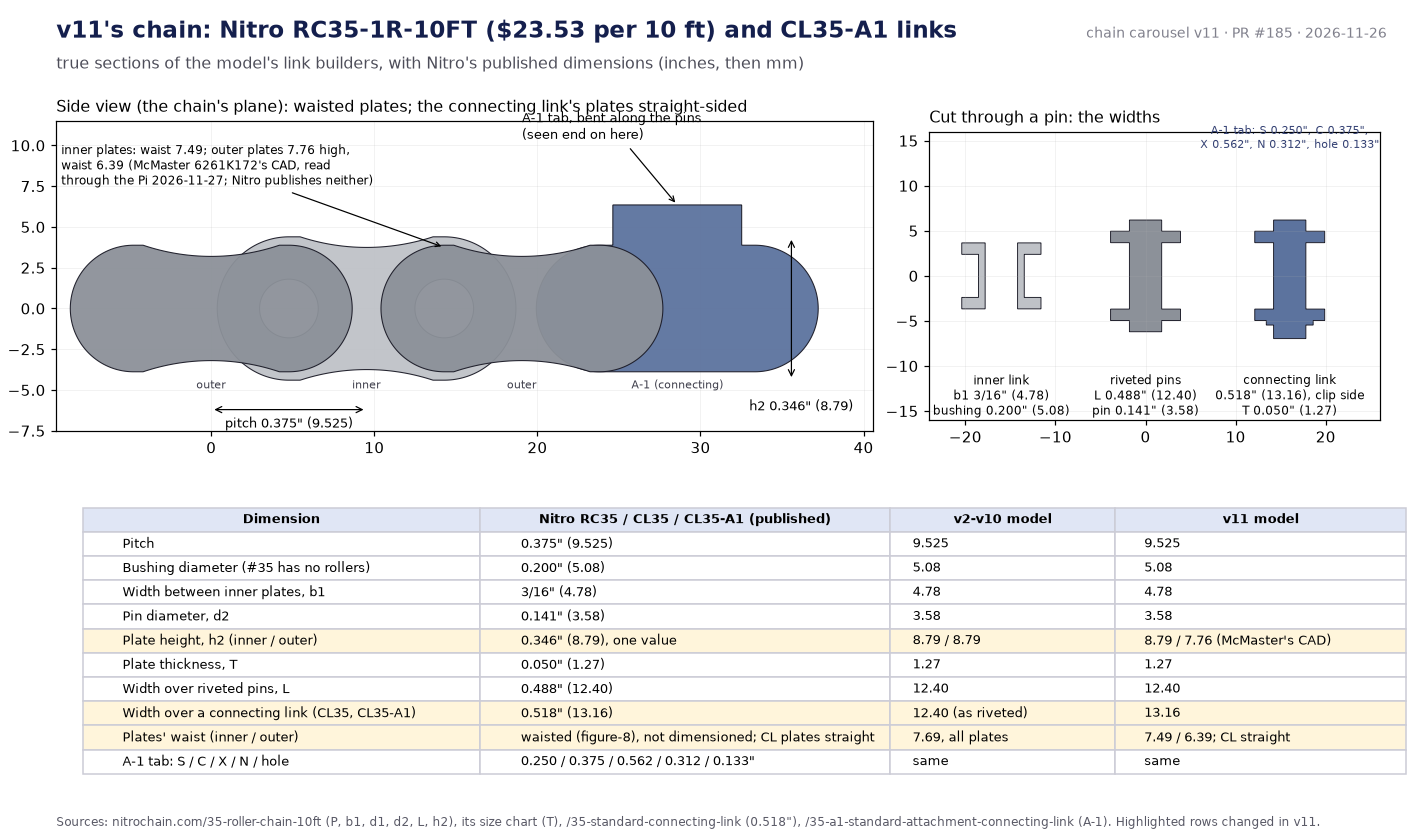 v11's chain: Nitro RC35-1R-10FT ($23.53 per 10 ft) and CL35-A1 links
chain carousel v11 · PR #185 · 2026-11-26
true sections of the model's link builders, with Nitro's published dimensions (inches, then mm)
Side view (the chain's plane): waisted plates; the connecting link's plates straight-sided
A-1 tab, bent along the pins
(seen end on here)
inner plates: waist 7.49; outer plates 7.76 high,
waist 6.39 (McMaster 6261K172's CAD, read
through the Pi 2026-11-27; Nitro publishes neither)
10.0
7.5
5.0
2.5
0.0
−2.5
−5.0
−7.5
outer
inner
outer
A-1 (connecting)
h2 0.346" (8.79)
pitch 0.375" (9.525)
0
10
20
30
40
Cut through a pin: the widths
A-1 tab: S 0.250", C 0.375",
X 0.562", N 0.312", hole 0.133"
15
10
5
0
−5
−10
−15
inner link
b1 3/16" (4.78)
bushing 0.200" (5.08)
riveted pins
L 0.488" (12.40)
pin 0.141" (3.58)
connecting link
0.518" (13.16), clip side
T 0.050" (1.27)
−20
−10
0
10
20
Dimension
Nitro RC35 / CL35 / CL35-A1 (published)
v2-v10 model
v11 model
Pitch
0.375" (9.525)
9.525
9.525
Bushing diameter (#35 has no rollers)
0.200" (5.08)
5.08
5.08
Width between inner plates, b1
3/16" (4.78)
4.78
4.78
Pin diameter, d2
0.141" (3.58)
3.58
3.58
Plate height, h2 (inner / outer)
0.346" (8.79), one value
8.79 / 8.79
8.79 / 7.76 (McMaster's CAD)
Plate thickness, T
0.050" (1.27)
1.27
1.27
Width over riveted pins, L
0.488" (12.40)
12.40
12.40
Width over a connecting link (CL35, CL35-A1)
0.518" (13.16)
12.40 (as riveted)
13.16
Plates' waist (inner / outer)
waisted (figure-8), not dimensioned; CL plates straight
7.69, all plates
7.49 / 6.39; CL straight
A-1 tab: S / C / X / N / hole
0.250 / 0.375 / 0.562 / 0.312 / 0.133"
same
same
Sources: nitrochain.com/35-roller-chain-10ft (P, b1, d1, d2, L, h2), its size chart (T), /35-standard-connecting-link (0.518"), /35-a1-standard-attachment-connecting-link (A-1). Highlighted rows changed in v11.